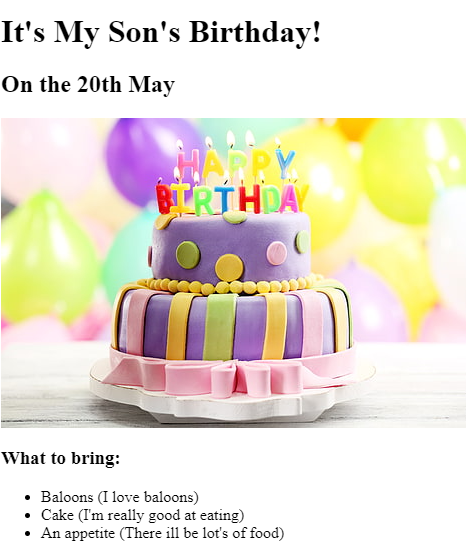 It's My Son's Birthday!
On the 20th May
HAPPY
BIRTHDAY
What to bring:
Baloons (I love baloons)
Cake (I'm really good at eating)
An appetite (There ill be lot's of food)